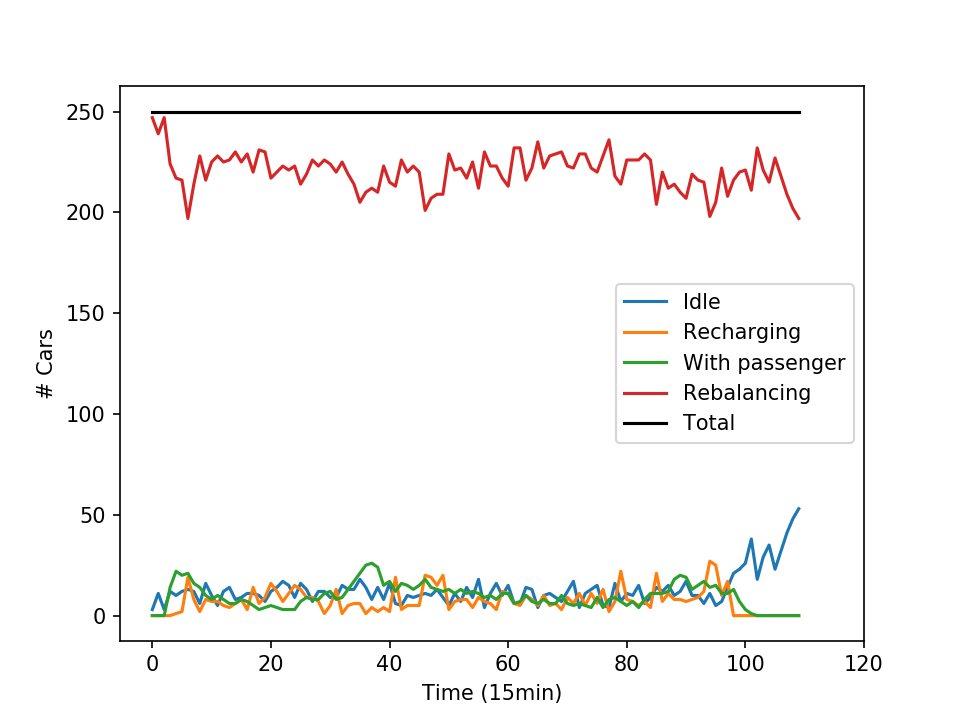 250
200
150
100
50
0
# Cars
Idle
Recharging
With passenger
Rebalancing
Total
0 20 40 60 80 100 120
Time (15min)